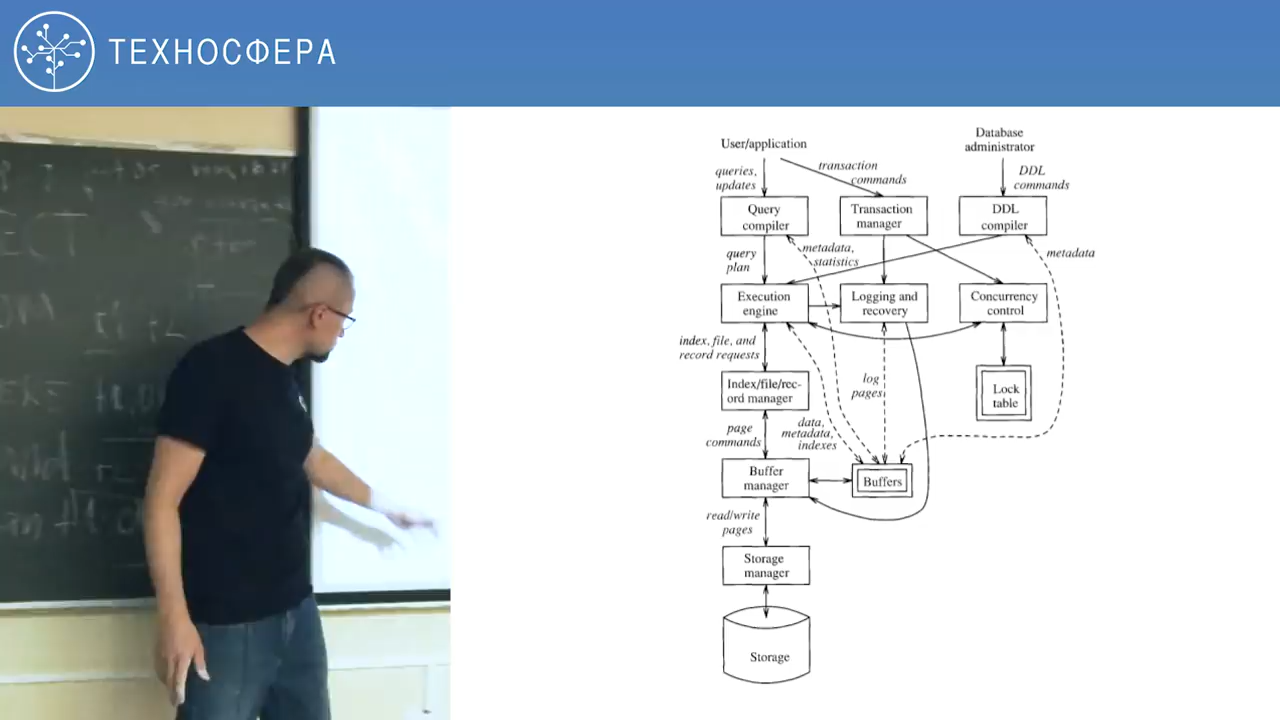 ТЕХНОСФЕРА
User/application
Database
administrator
transaction
commands
queries,
updates
DDL
commands
Query
compiler
Transaction
manager
DDL
compiler
metadata,
statistics
metadata
query
plan
Execution
engine
Logging and
recovery
Concurrency
control
index, file, and
record requests
Index/file/rec-
ord manager
log
pages
Lock
table
page
commands
data,
metadata,
indexes
Buffer
manager
Buffers
read/write
pages
Storage
manager
Storage